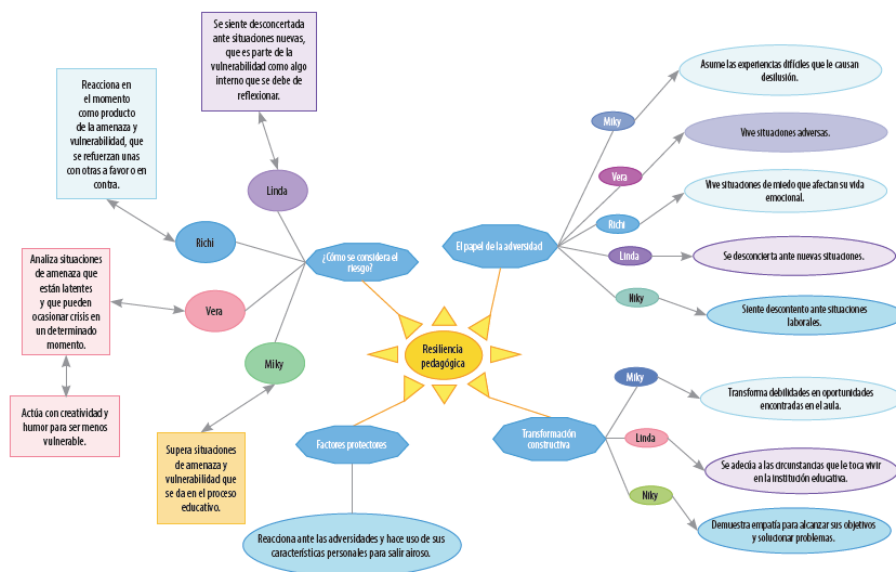 Se siente desconcertada
ante situaciones nuevas,
que es parte de la
vulnerabilidad como algo
interno que se debe de
reflexionar.
Reacciona en
el momento
como producto
de la amenaza y
vulnerabilidad, que
se refuerzan unas
con otras a favor o en
contra.
Linda
Richi
Analiza situaciones
de amenaza que
están latentes
y que pueden
ocasionar crisis en
un determinado
momento.
Vera
Miky
Actúa con creatividad y
humor para ser menos
vulnerable.
Supera situaciones
de amenaza y
vulnerabilidad que
se da en el proceso
educativo.
¿Cómo se considera el
riesgo?
Resiliencia
pedagógica
El papel de la adversidad
Miky
Asume las experiencias difíciles que le causan
desilusión.
Vera
Vive situaciones adversas.
Richi
Vive situaciones de miedo que afectan su vida
emocional.
Linda
Se desconcierta ante nuevas situaciones.
Niky
Siente descontento ante situaciones
laborales.
Factores protectores
Reacciona ante las adversidades y hace uso de sus
características personales para salir airoso.
Transformación
constructiva
Miky
Transforma debilidades en oportunidades
encontradas en el aula.
Linda
Se adecúa a las circunstancias que le toca vivir
en la institución educativa.
Niky
Demuestra empatía para alcanzar sus objetivos
y solucionar problemas.